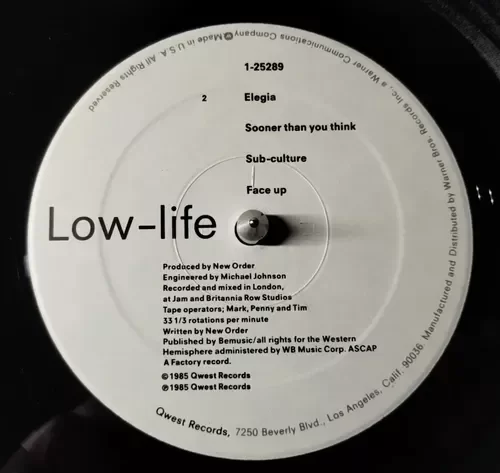 1-25289
2 Elegia
Sooner than you think
Sub-culture
Face up
Low-life
Produced by New Order
Engineered by Michael Johnson
Recorded and mixed in London,
at Jam and Britannia Row Studios
Tape operators; Mark, Penny and Tim
33 1/3 rotations per minute
Written by New Order
Published by Bemusic/all rights for the Western
Hemisphere administered by WB Music Corp. ASCAP
A Factory record.
© 1985 Qwest Records
℗ 1985 Qwest Records
Qwest Records, 7250 Beverly Blvd., Los Angeles, Calif. 90036 Manufactured and Distributed by Warner Bros. Records Inc., a Warner Communications Company Ⓦ Made in U.S.A. All Rights Reserved